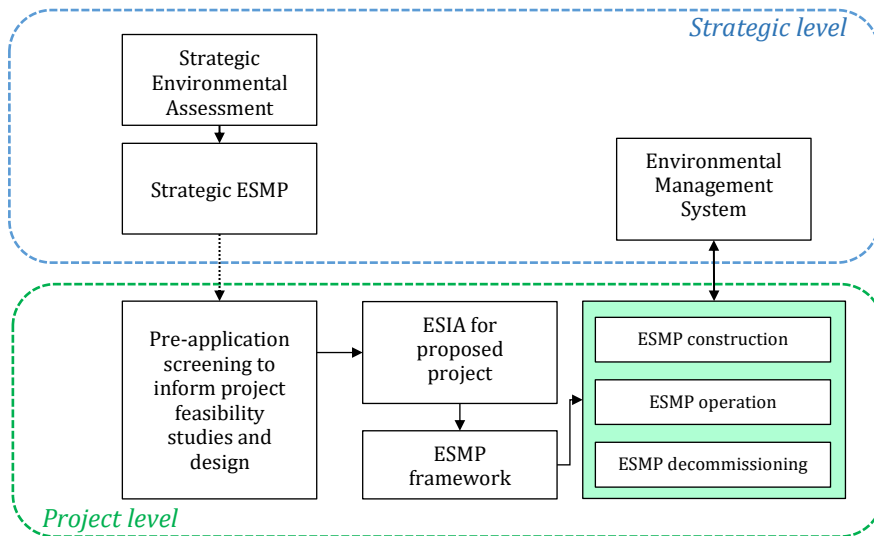 Strategic level
Strategic
Environmental
Assessment
Strategic ESMP
Environmental
Management
System
Pre-application
screening to
inform project
feasibility
studies and
design
ESIA for
proposed
project
ESMP
framework
ESMP construction
ESMP operation
ESMP decommissioning
Project level